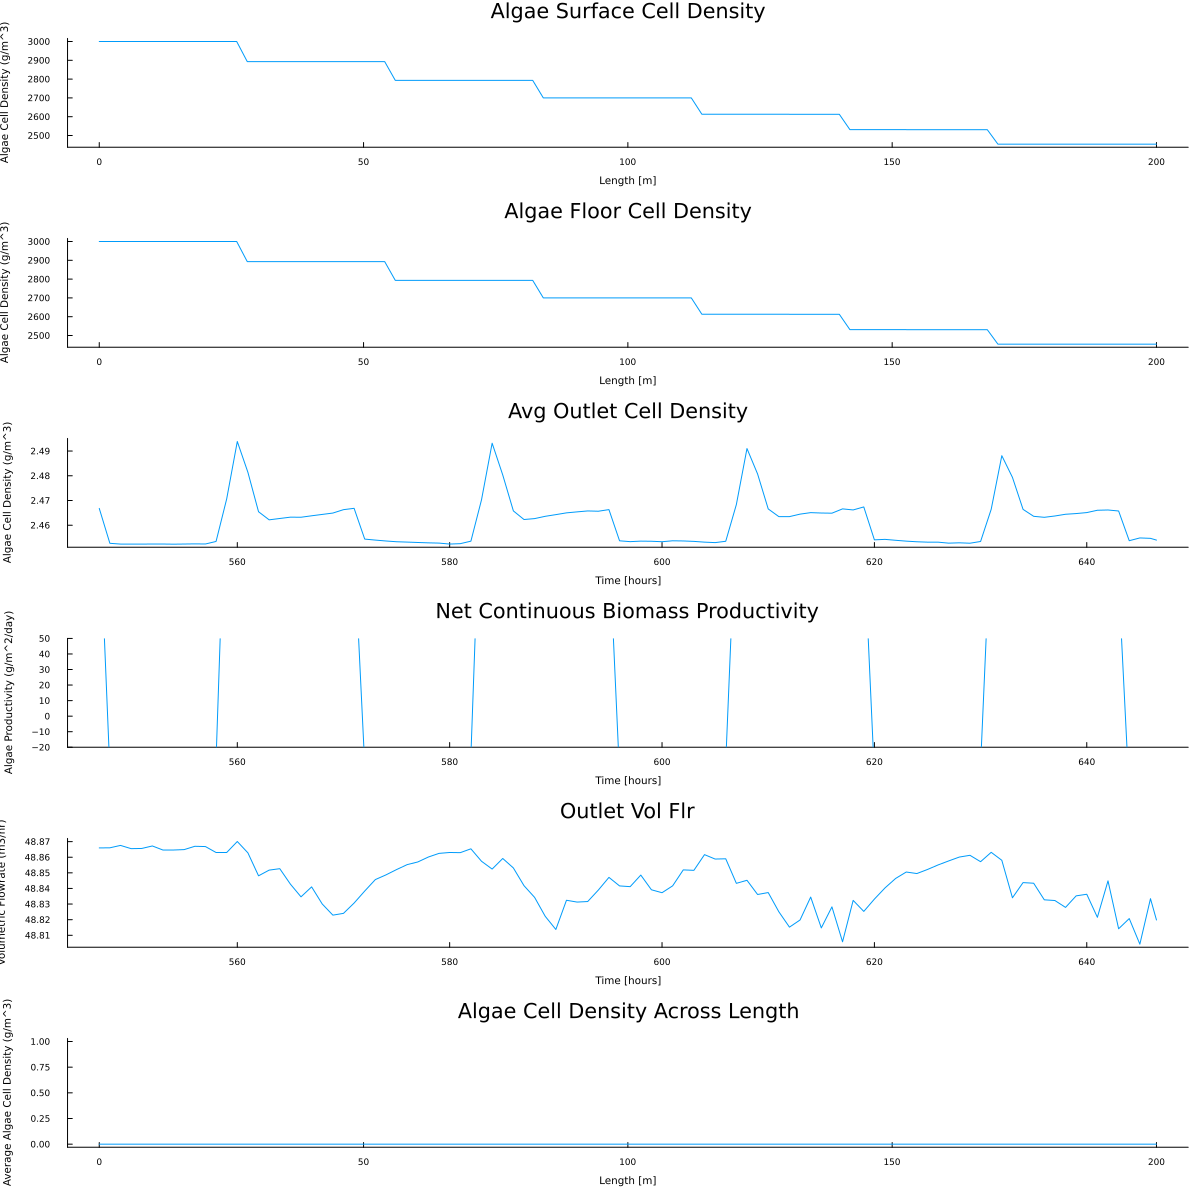 Algae Surface Cell Density
Algae Cell Density (g/m^3)
3000
2900
2800
2700
2600
2500
0 50 100 150 200
Length [m]
Algae Floor Cell Density
Algae Cell Density (g/m^3)
3000
2900
2800
2700
2600
2500
0 50 100 150 200
Length [m]
Avg Outlet Cell Density
Algae Cell Density (g/m^3)
2.49
2.48
2.47
2.46
560 580 600 620 640
Time [hours]
Net Continuous Biomass Productivity
Algae Productivity (g/m^2/day)
50
40
30
20
10
0
−10
−20
560 580 600 620 640
Time [hours]
Outlet Vol Flr
Volumetric Flowrate (m3/hr)
48.87
48.86
48.85
48.84
48.83
48.82
48.81
560 580 600 620 640
Time [hours]
Algae Cell Density Across Length
Average Algae Cell Density (g/m^3)
1.00
0.75
0.50
0.25
0.00
0 50 100 150 200
Length [m]